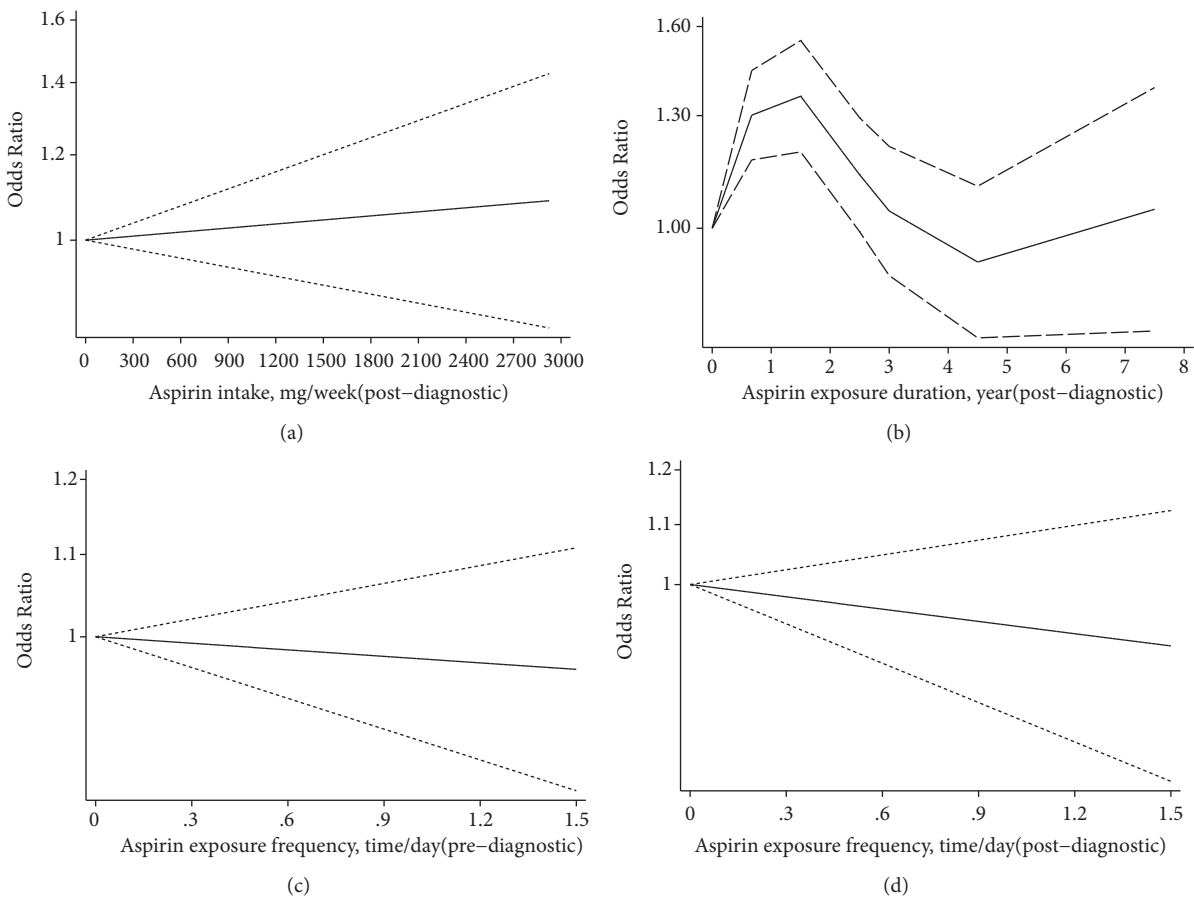 1.6
1.4
1.2
1
Odds Ratio
0 300 600 900 1200 1500 1800 2100 2400 2700 3000
Aspirin intake, mg/week(post−diagnostic)
(a)
1.60
1.30
1.00
Odds Ratio
0 1 2 3 4 5 6 7 8
Aspirin exposure duration, year(post−diagnostic)
(b)
1.2
1.1
1
Odds Ratio
0 .3 .6 .9 1.2 1.5
Aspirin exposure frequency, time/day(pre−diagnostic)
(c)
1.2
1.1
1
Odds Ratio
0 .3 .6 .9 1.2 1.5
Aspirin exposure frequency, time/day(post−diagnostic)
(d)